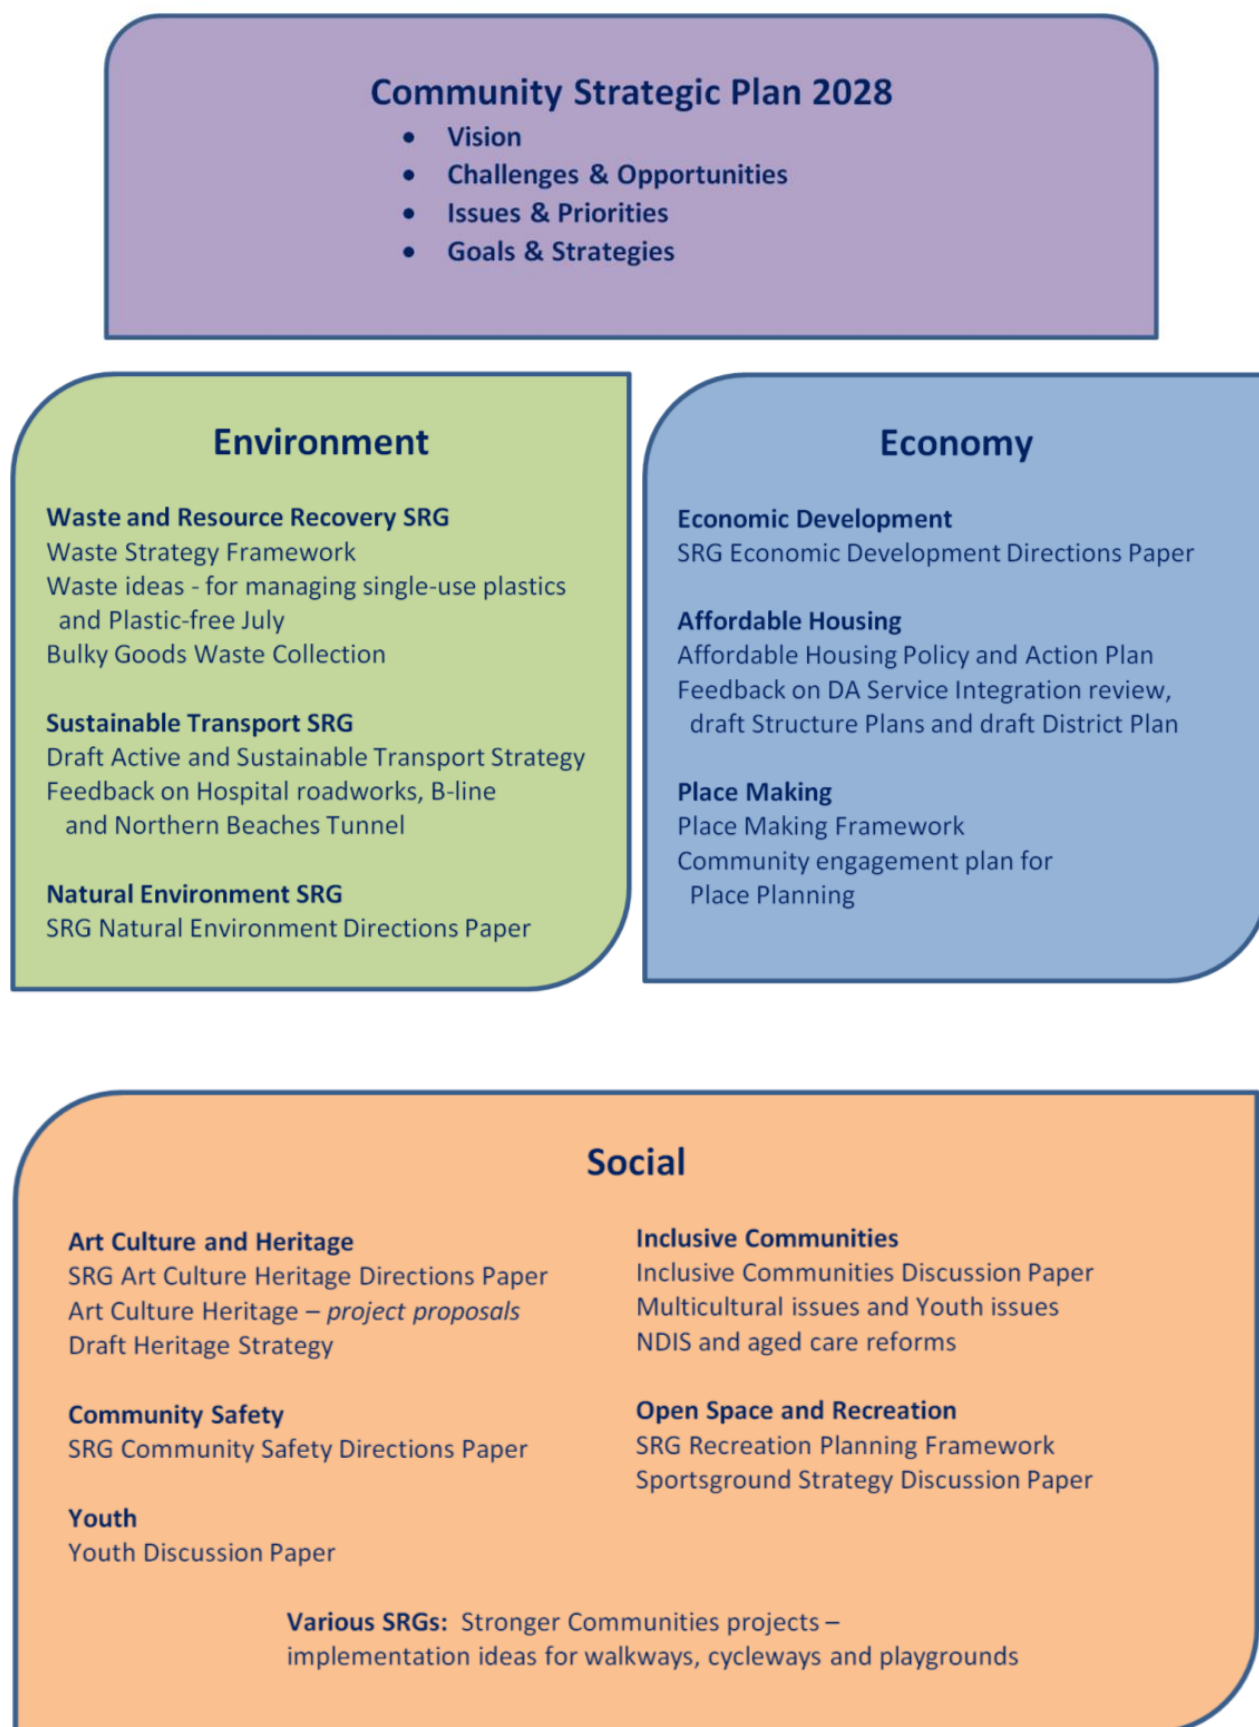 Community Strategic Plan 2028
• Vision
• Challenges & Opportunities
• Issues & Priorities
• Goals & Strategies
Environment
Waste and Resource Recovery SRG
Waste Strategy Framework
Waste ideas - for managing single-use plastics
and Plastic-free July
Bulky Goods Waste Collection
Sustainable Transport SRG
Draft Active and Sustainable Transport Strategy
Feedback on Hospital roadworks, B-line
and Northern Beaches Tunnel
Natural Environment SRG
SRG Natural Environment Directions Paper
Economy
Economic Development
SRG Economic Development Directions Paper
Affordable Housing
Affordable Housing Policy and Action Plan
Feedback on DA Service Integration review,
draft Structure Plans and draft District Plan
Place Making
Place Making Framework
Community engagement plan for
Place Planning
Social
Art Culture and Heritage
SRG Art Culture Heritage Directions Paper
Art Culture Heritage – project proposals
Draft Heritage Strategy
Community Safety
SRG Community Safety Directions Paper
Youth
Youth Discussion Paper
Inclusive Communities
Inclusive Communities Discussion Paper
Multicultural issues and Youth issues
NDIS and aged care reforms
Open Space and Recreation
SRG Recreation Planning Framework
Sportsground Strategy Discussion Paper
Various SRGs: Stronger Communities projects –
implementation ideas for walkways, cycleways and playgrounds